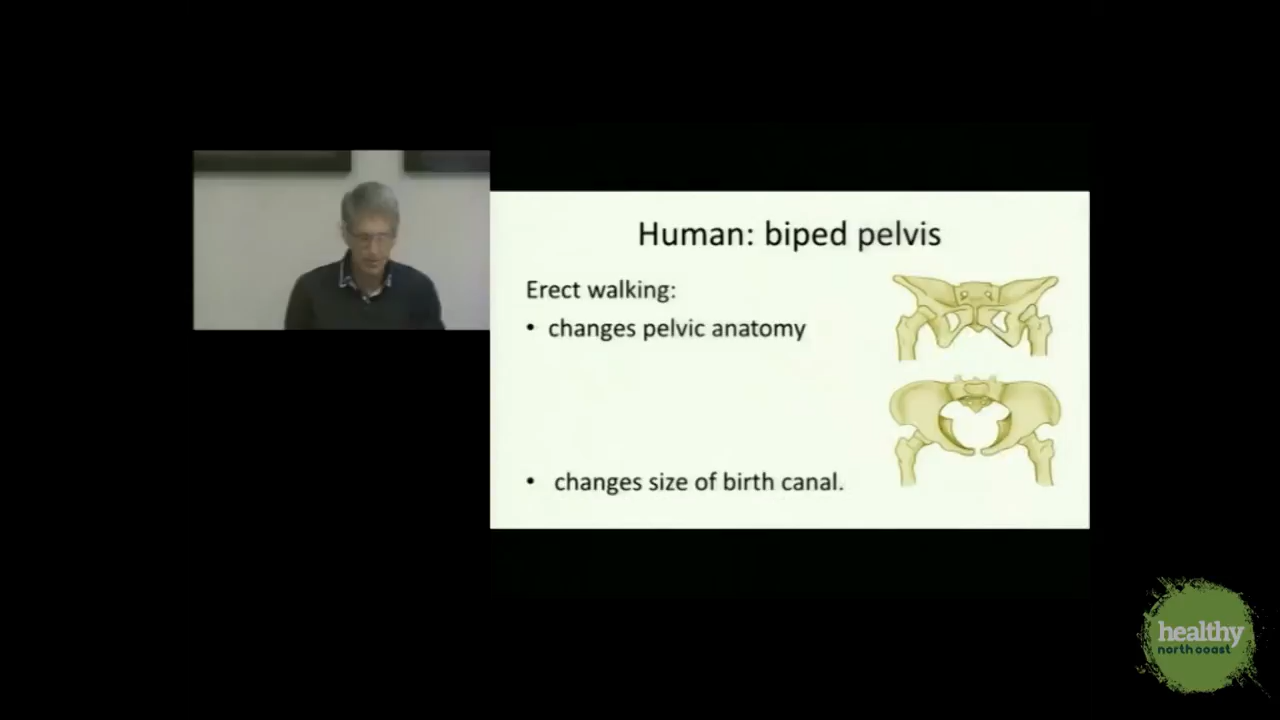 Human: biped pelvis
Erect walking:
• changes pelvic anatomy
• changes size of birth canal.
healthy
north coast